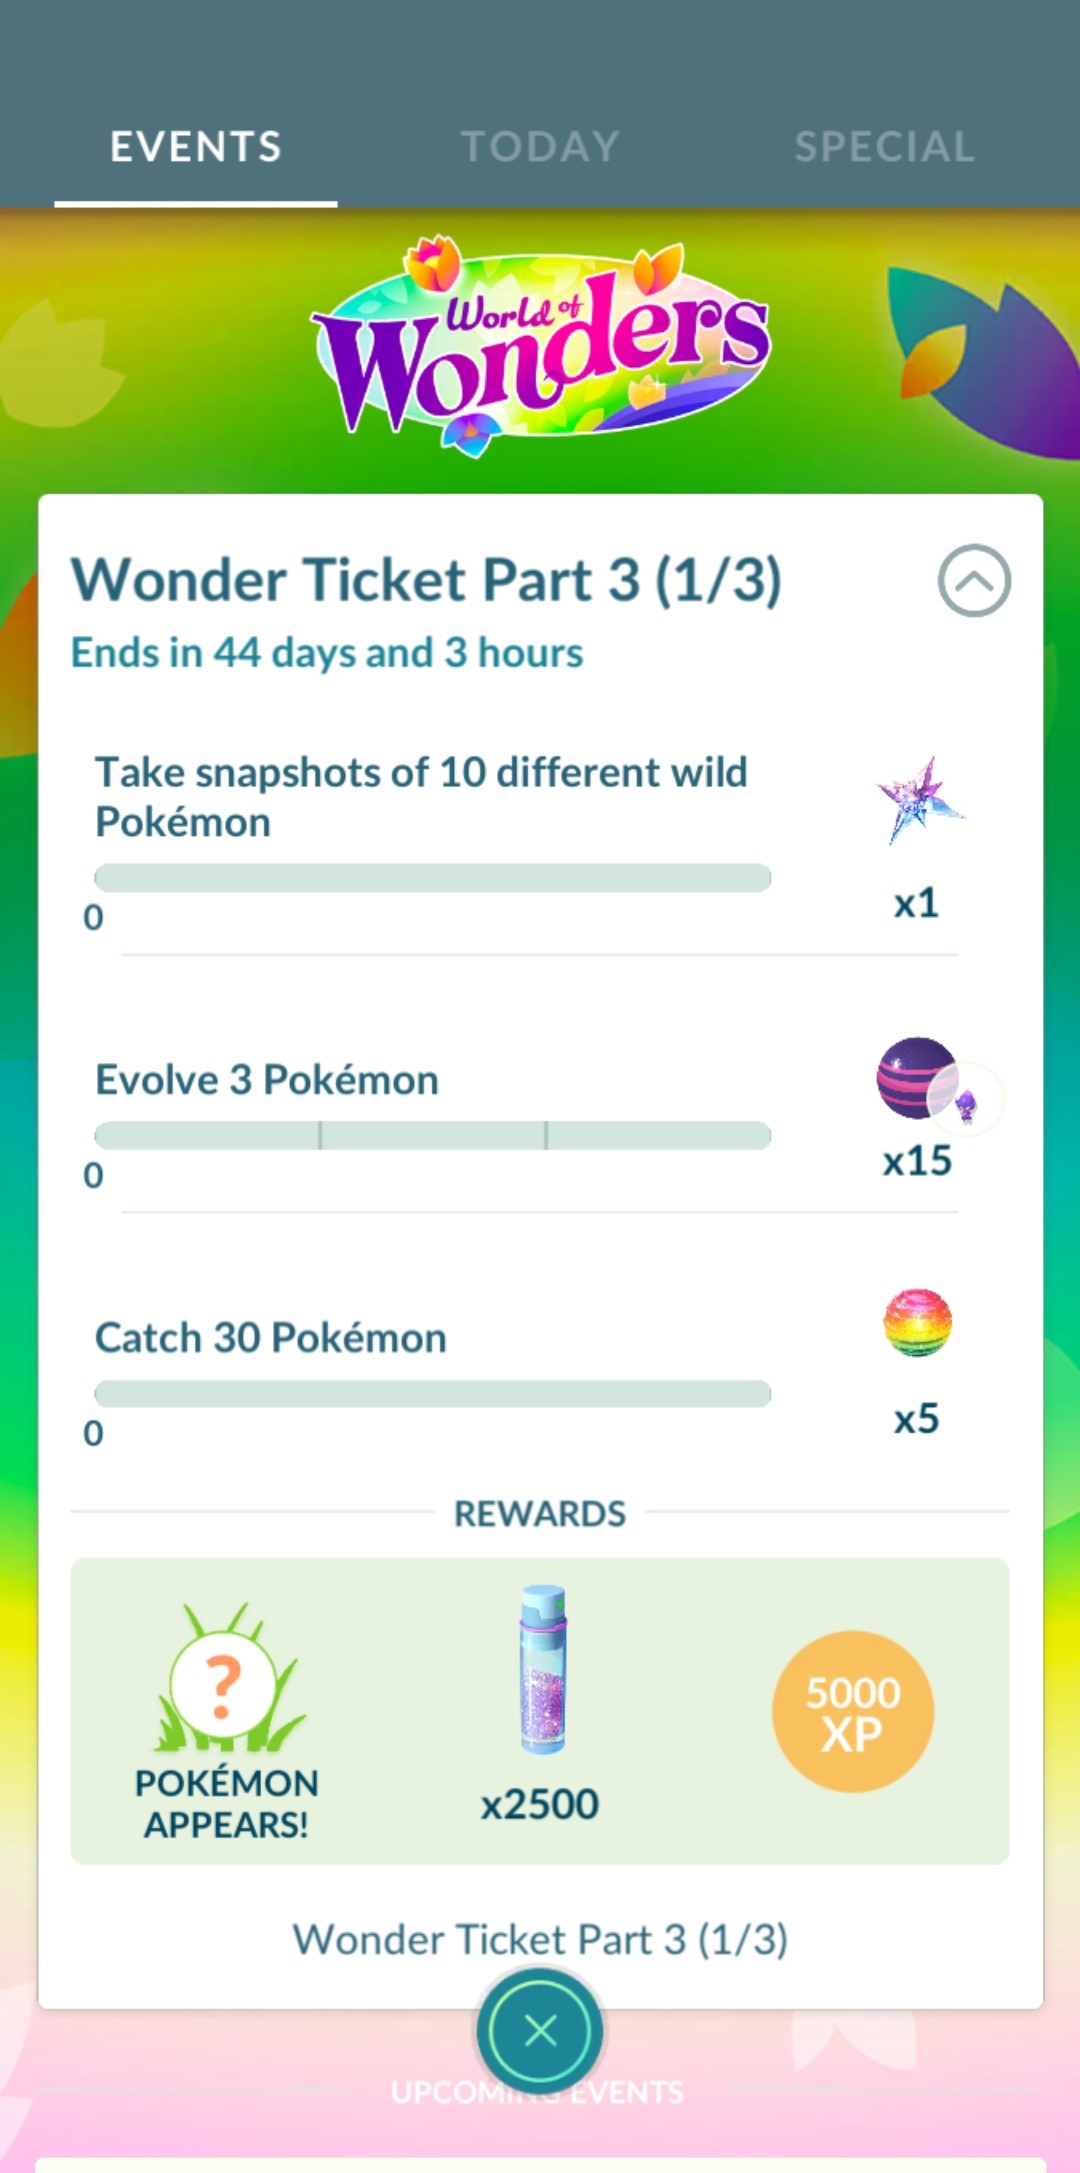 EVENTS
TODAY
SPECIAL
World of
Wonders
Wonder Ticket Part 3 (1/3)
Ends in 44 days and 3 hours
Take snapshots of 10 different wild
Pokémon
0
x1
Evolve 3 Pokémon
0
x15
Catch 30 Pokémon
0
x5
REWARDS
?
POKÉMON
APPEARS!
x2500
5000
XP
Wonder Ticket Part 3 (1/3)
UPCOMING EVENTS